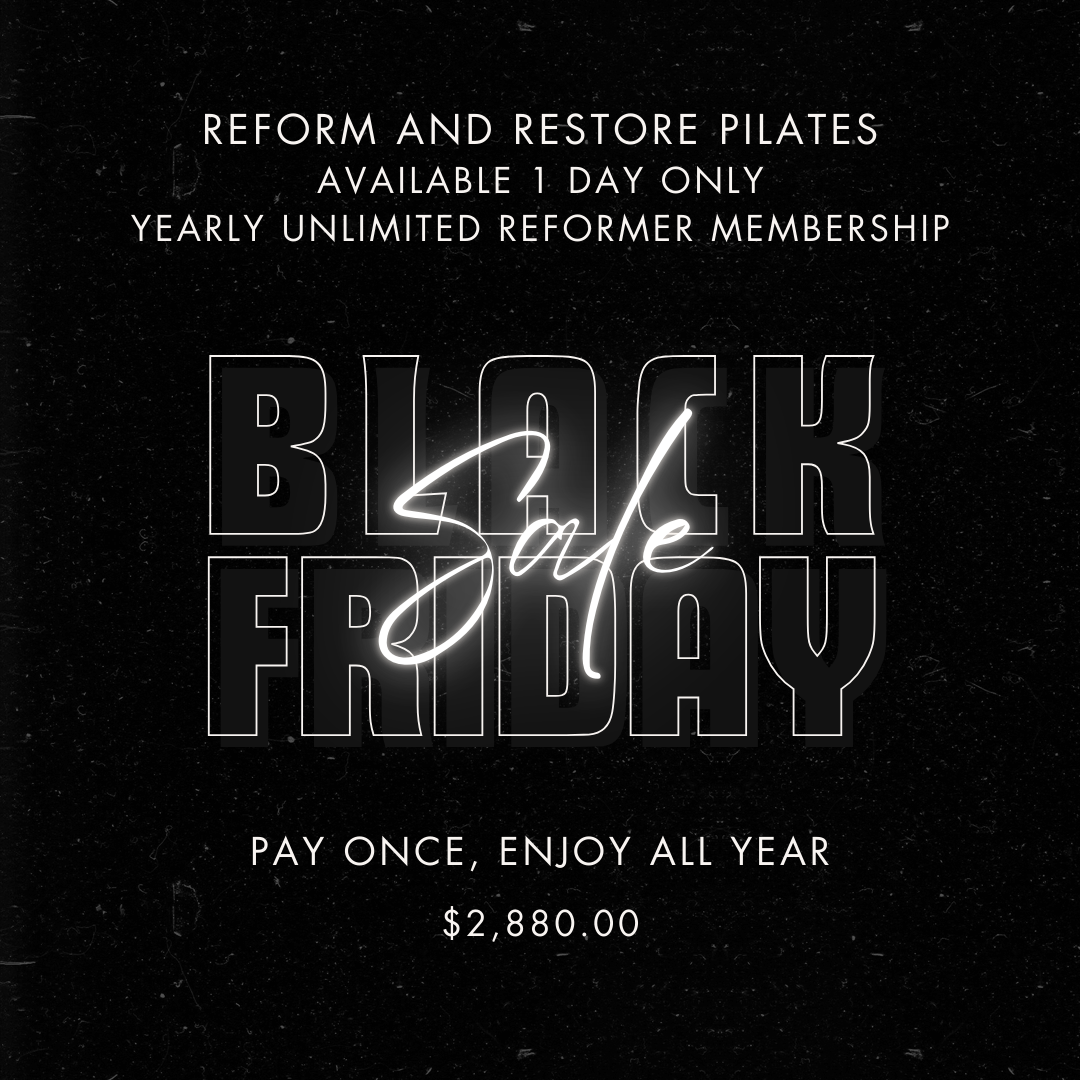 REFORM AND RESTORE PILATES
AVAILABLE 1 DAY ONLY
YEARLY UNLIMITED REFORMER MEMBERSHIP
BLACK
Sale
FRIDAY
PAY ONCE, ENJOY ALL YEAR
$2,880.00